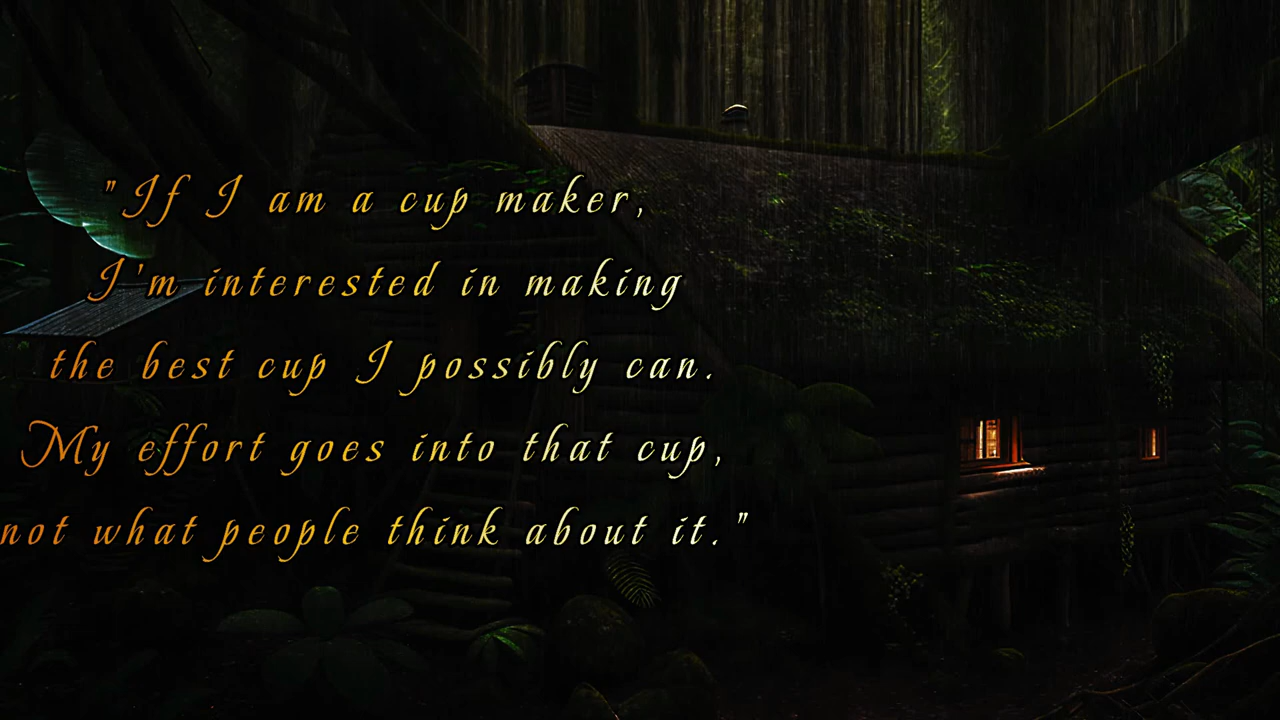 "If I am a cup maker,
I'm interested in making
the best cup I possibly can.
My effort goes into that cup,
not what people think about it."